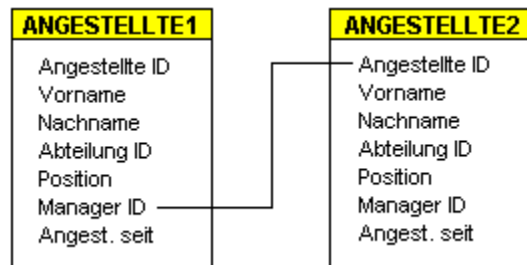 ANGESTELLTE1
Angestellte ID
Vorname
Nachname
Abteilung ID
Position
Manager ID
Angest. seit
ANGESTELLTE2
Angestellte ID
Vorname
Nachname
Abteilung ID
Position
Manager ID
Angest. seit